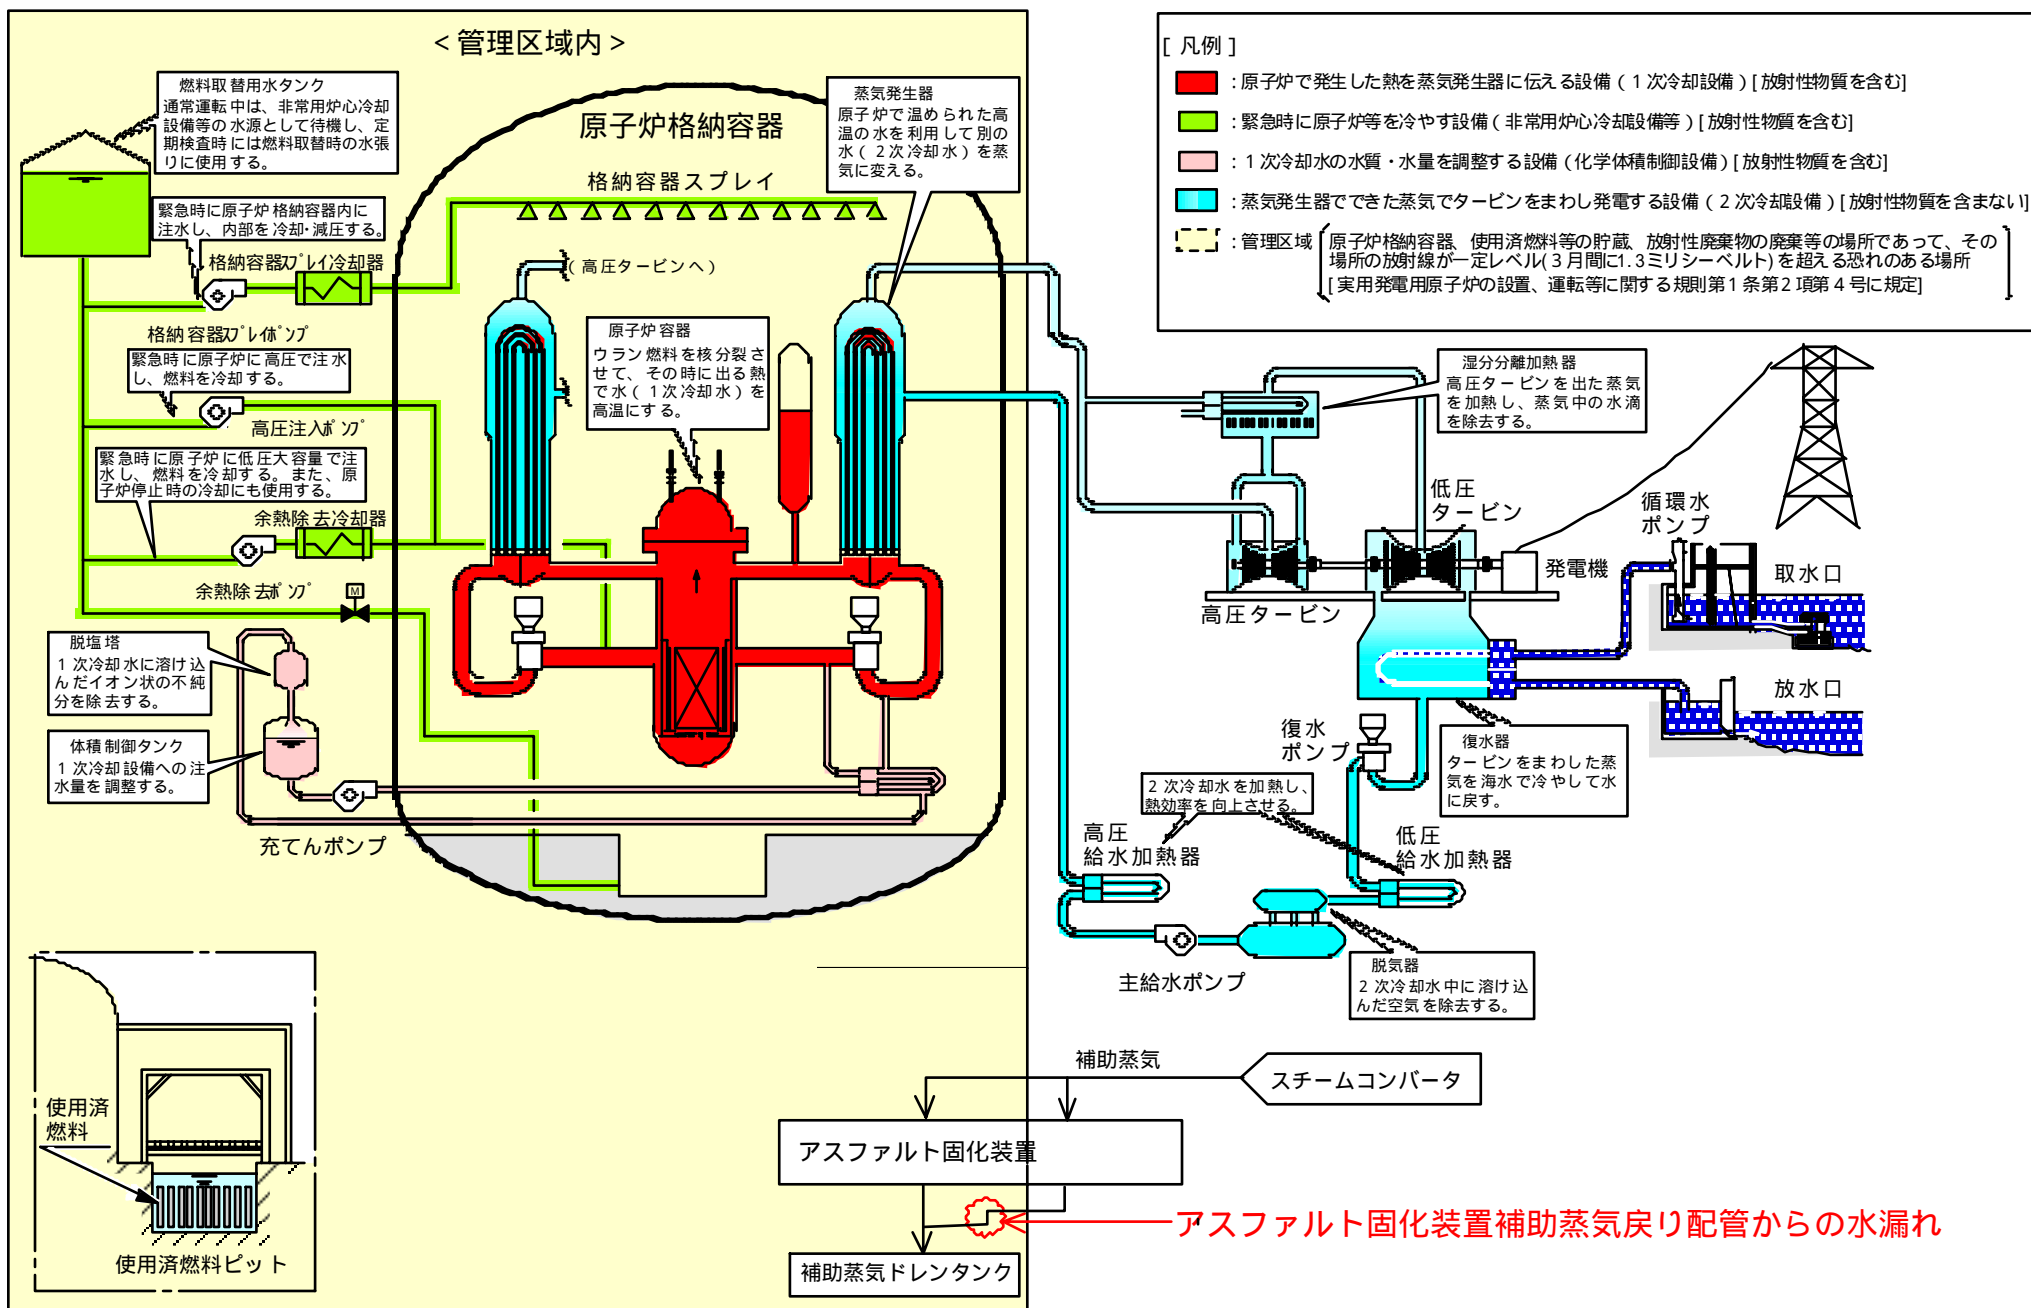 ＜管理区域内＞
燃料取替用水タンク
通常運転中は、非常用炉心冷却
設備等の水源として待機し、定
期検査時には燃料取替時の水張
りに使用する。
緊急時に原子炉格納容器内に
注水し、内部を冷却・減圧する。
格納容器ｽﾌﾟﾚｲ冷却器
格納容器ｽﾌﾟﾚｲﾎﾟﾝﾌﾟ
緊急時に原子炉に高圧で注水
し、燃料を冷却する。
高圧注入ﾎﾟﾝﾌﾟ
緊急時に原子炉に低圧大容量で注
水し、燃料を冷却する。また、原
子炉停止時の冷却にも使用する。
余熱除去冷却器
余熱除去ﾎﾟﾝﾌﾟ
M
脱塩塔
１次冷却水に溶け込
んだイオン状の不純
分を除去する。
体積制御タンク
１次冷却設備への注
水量を調整する。
充てんポンプ
原子炉格納容器
格納容器スプレイ
蒸気発生器
原子炉で温められた高
温の水を利用して別の
水（２次冷却水）を蒸
気に変える。
（高圧タービンへ）
原子炉容器
ウラン燃料を核分裂さ
せて、その時に出る熱
で水（１次冷却水）を
高温にする。
[ 凡例 ]
：原子炉で発生した熱を蒸気発生器に伝える設備（１次冷却設備）[放射性物質を含む]
：緊急時に原子炉等を冷やす設備（非常用炉心冷却設備等）[放射性物質を含む]
：１次冷却水の水質・水量を調整する設備（化学体積制御設備）[放射性物質を含む]
：蒸気発生器でできた蒸気でタービンをまわし発電する設備（２次冷却設備）[放射性物質を含まない]
：管理区域
原子炉格納容器、使用済燃料等の貯蔵、放射性廃棄物の廃棄等の場所であって、その
場所の放射線が一定レベル(３月間に1.3ミリシーベルト)を超える恐れのある場所
[実用発電用原子炉の設置、運転等に関する規則第１条第２項第４号に規定]
湿分分離加熱器
高圧タービンを出た蒸気
を加熱し、蒸気中の水滴
を除去する。
低圧
タービン
高圧タービン
発電機
循環水
ポンプ
取水口
放水口
復水
ポンプ
復水器
タービンをまわした蒸
気を海水で冷やして水
に戻す。
２次冷却水を加熱し、
熱効率を向上させる。
高圧
給水加熱器
低圧
給水加熱器
主給水ポンプ
脱気器
２次冷却水中に溶け込
んだ空気を除去する。
補助蒸気
スチームコンバータ
アスファルト固化装置
アスファルト固化装置補助蒸気戻り配管からの水漏れ
補助蒸気ドレンタンク
使用済
燃料
使用済燃料ピット